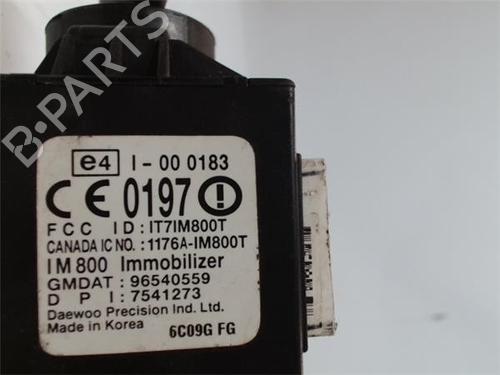 B-PARTS
e4 I - 00 0183
CE 0197
FCC ID : IT7IM800T
CANADA IC NO. : 1176A-IM800T
IM800 Immobilizer
GMDAT : 96540559
D P I : 7541273
Daewoo Precision Ind. Ltd.
Made in Korea 6C09G FG